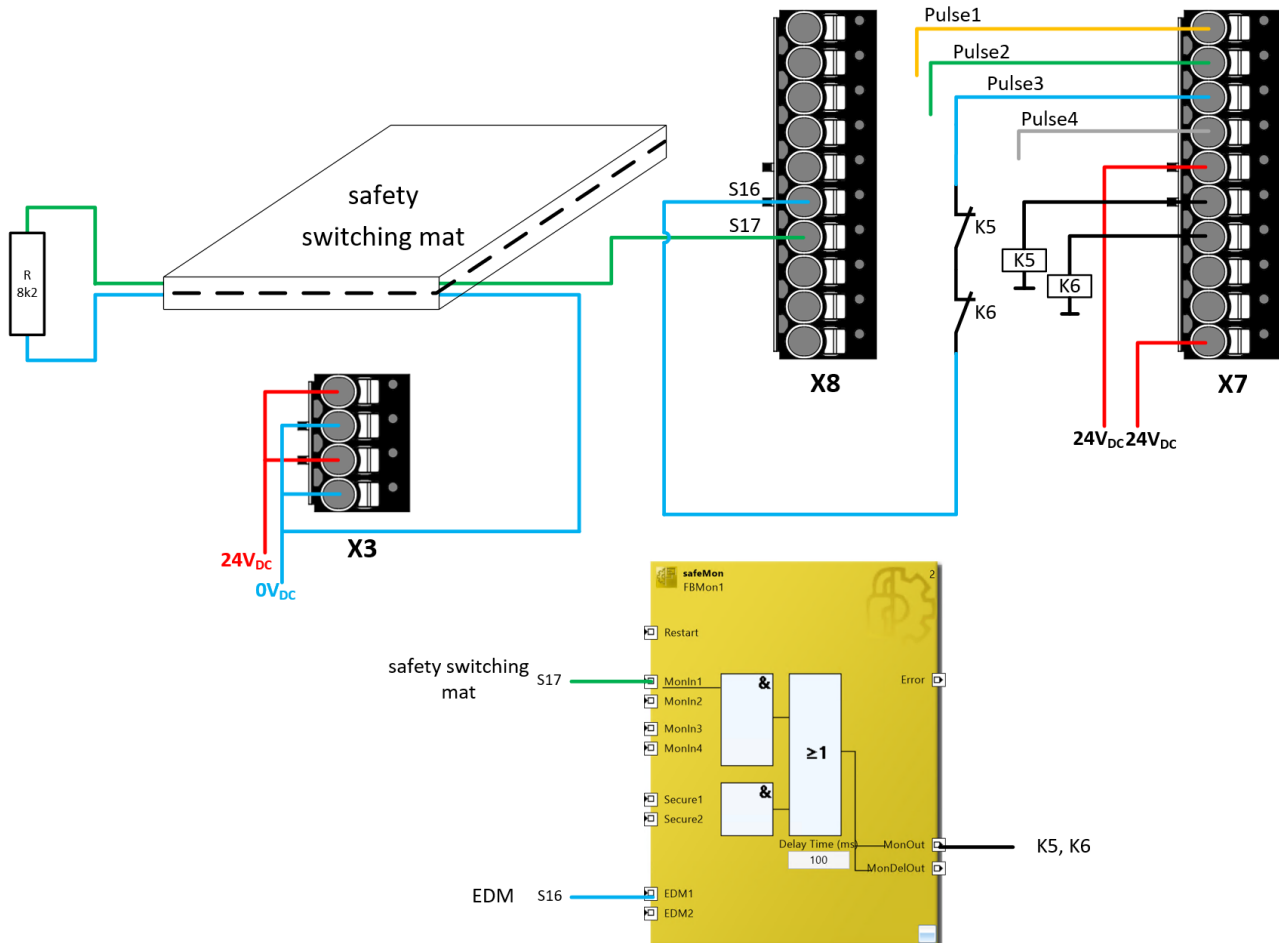 Pulse1
Pulse2
Pulse3
Pulse4
safety
switching mat
S16
S17
R
8k2
K5
K6
K5
K6
X8
X7
24VDC
24VDC
X3
24VDC
0VDC
safeMon
FBMon1
2
Restart
safety switching
mat
S17
MonIn1
MonIn2
MonIn3
MonIn4
&
Error
≥1
Secure1
Secure2
&
Delay Time (ms)
100
MonOut
MonDelOut
K5, K6
EDM
S16
EDM1
EDM2